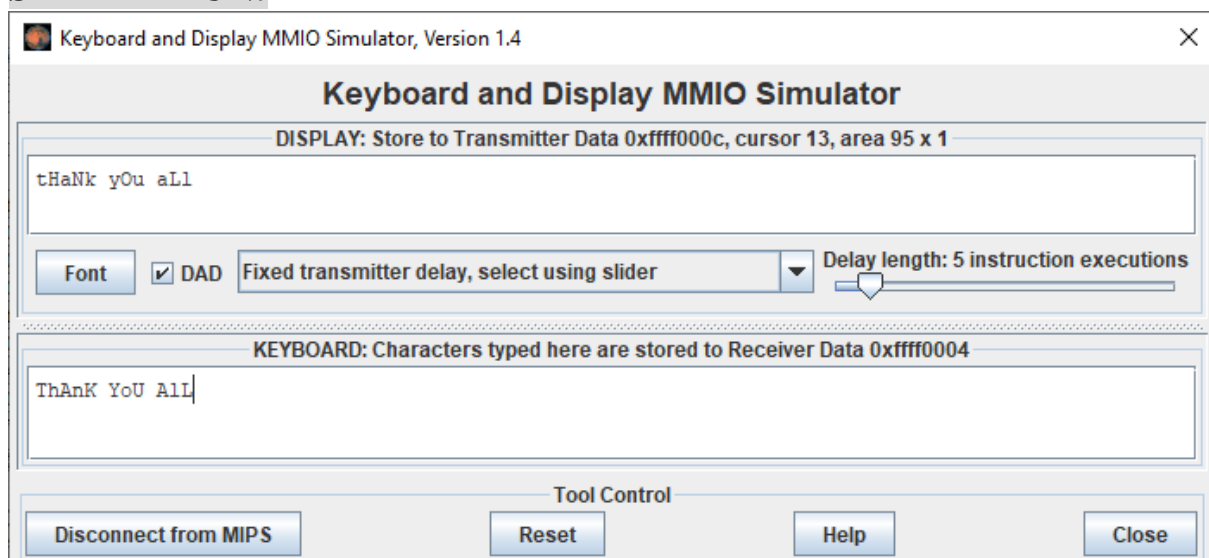 Keyboard and Display MMIO Simulator, Version 1.4
Keyboard and Display MMIO Simulator
DISPLAY: Store to Transmitter Data 0xffff000c, cursor 13, area 95 x 1
tHaNk yOu aLl
Font DAD Fixed transmitter delay, select using slider Delay length: 5 instruction executions
KEYBOARD: Characters typed here are stored to Receiver Data 0xffff0004
ThAnK YoU AlL
Tool Control
Disconnect from MIPS Reset Help Close